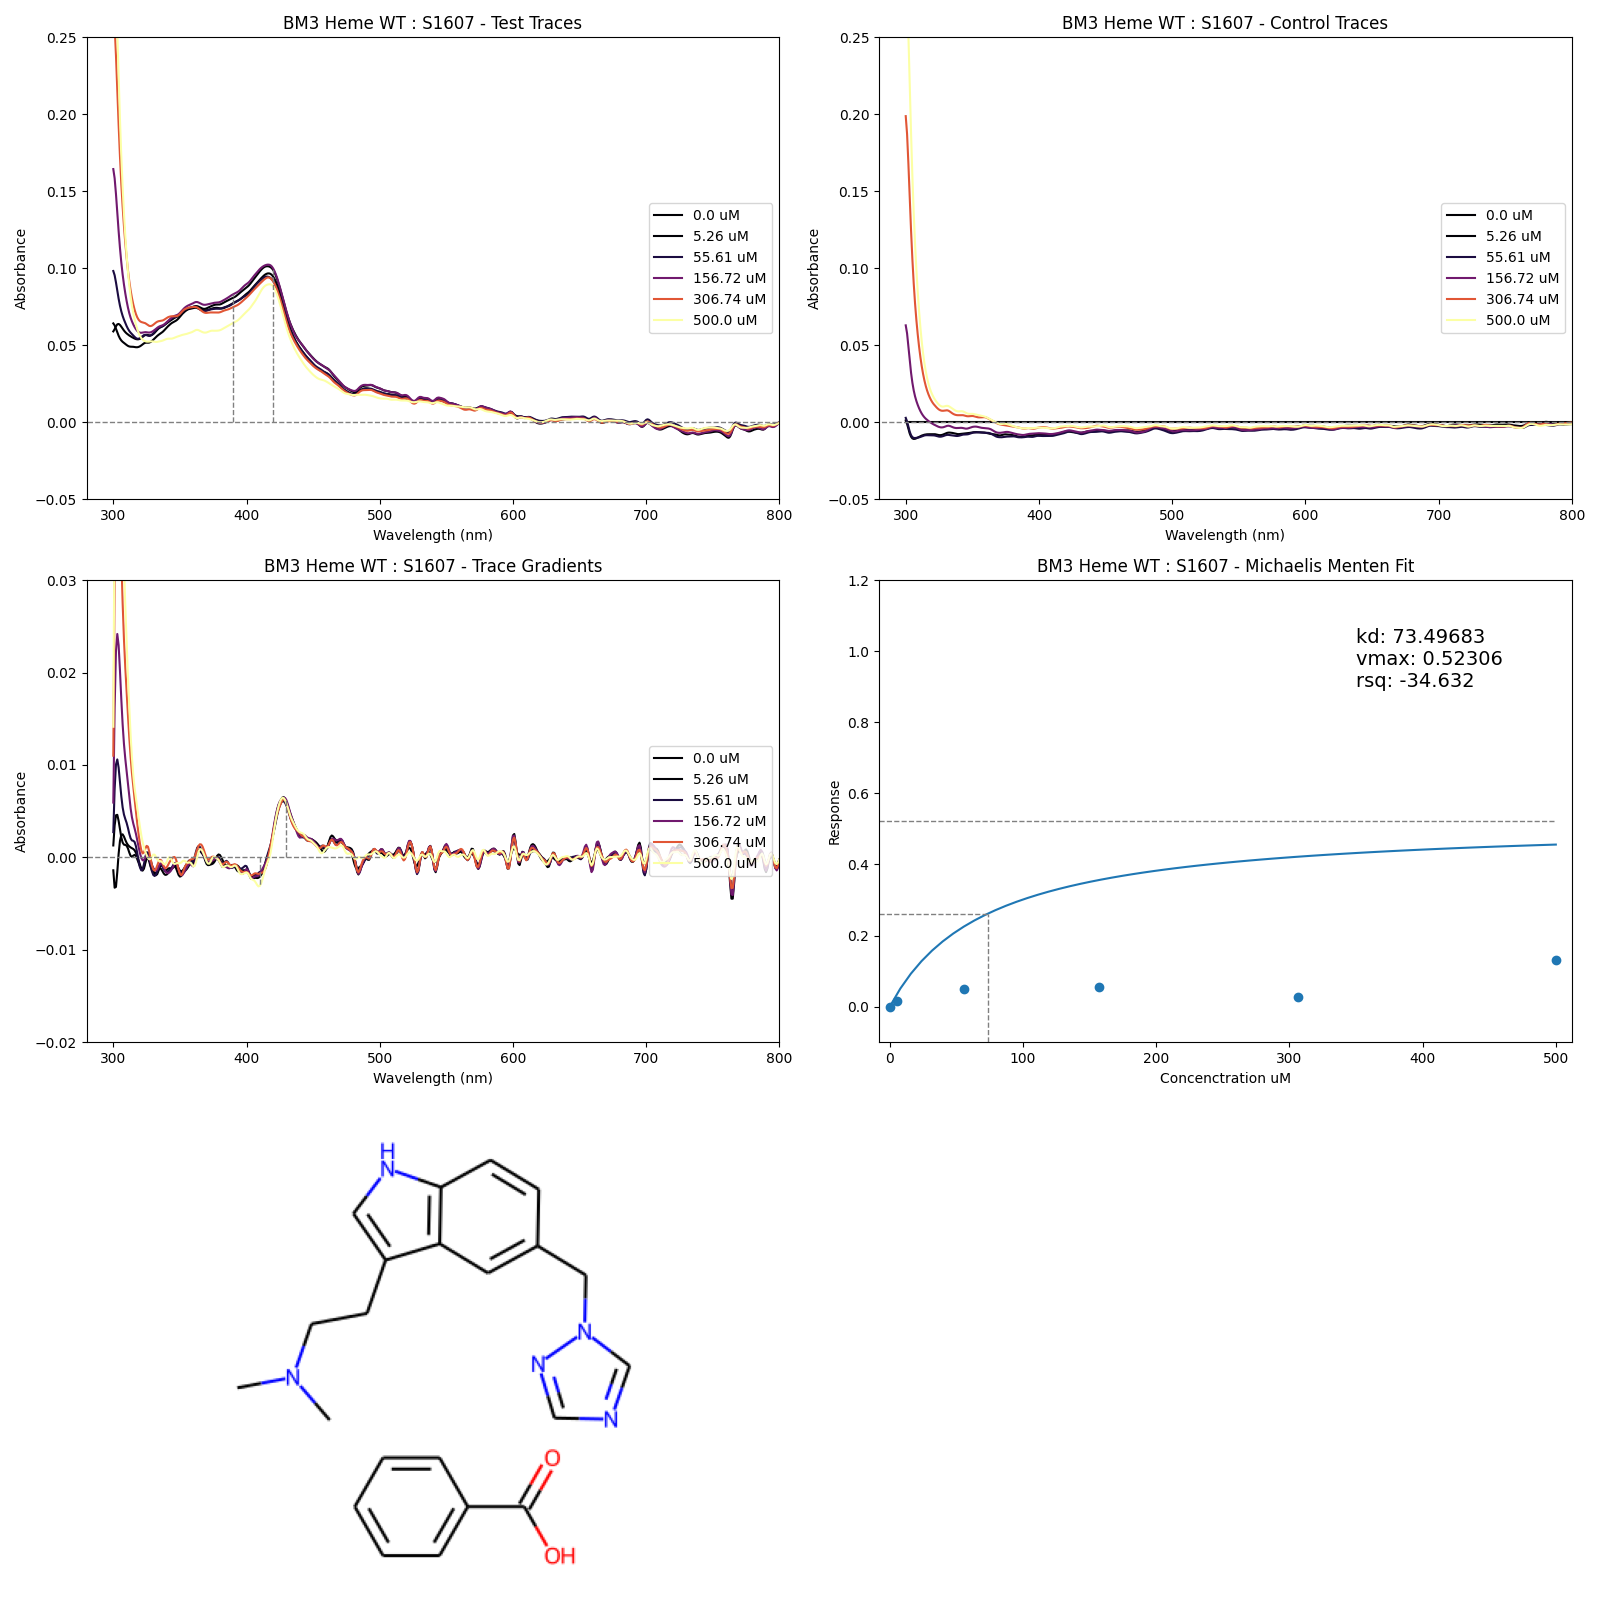 BM3 Heme WT : S1607 - Test Traces
0.25
0.20
0.15
0.10
0.05
0.00
−0.05
Absorbance
300 400 500 600 700 800
Wavelength (nm)
0.0 uM
5.26 uM
55.61 uM
156.72 uM
306.74 uM
500.0 uM
BM3 Heme WT : S1607 - Control Traces
0.25
0.20
0.15
0.10
0.05
0.00
−0.05
Absorbance
300 400 500 600 700 800
Wavelength (nm)
0.0 uM
5.26 uM
55.61 uM
156.72 uM
306.74 uM
500.0 uM
BM3 Heme WT : S1607 - Trace Gradients
0.03
0.02
0.01
0.00
−0.01
−0.02
Absorbance
300 400 500 600 700 800
Wavelength (nm)
0.0 uM
5.26 uM
55.61 uM
156.72 uM
306.74 uM
500.0 uM
BM3 Heme WT : S1607 - Michaelis Menten Fit
1.2
1.0
0.8
0.6
0.4
0.2
0.0
Response
kd: 73.49683
vmax: 0.52306
rsq: -34.632
0 100 200 300 400 500
Concenctration uM
H
N
N
N
N
N
O
OH